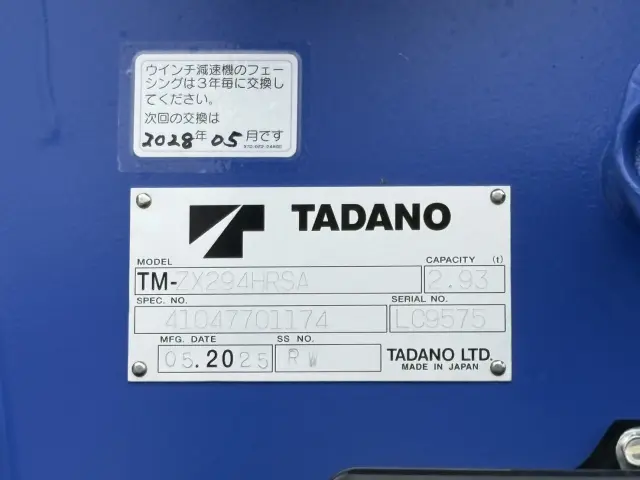 ウインチ減速機のフェー
シングは3年毎に交換し
てください。
次回の交換は
2028年 05月です
TADANO
MODEL
CAPACITY (t)
TM-ZX294HRSA
2.93
SPEC. NO.
SERIAL NO.
41047701174
LC9575
MFG. DATE
SS NO.
05.2025
RW
TADANO LTD.
MADE IN JAPAN